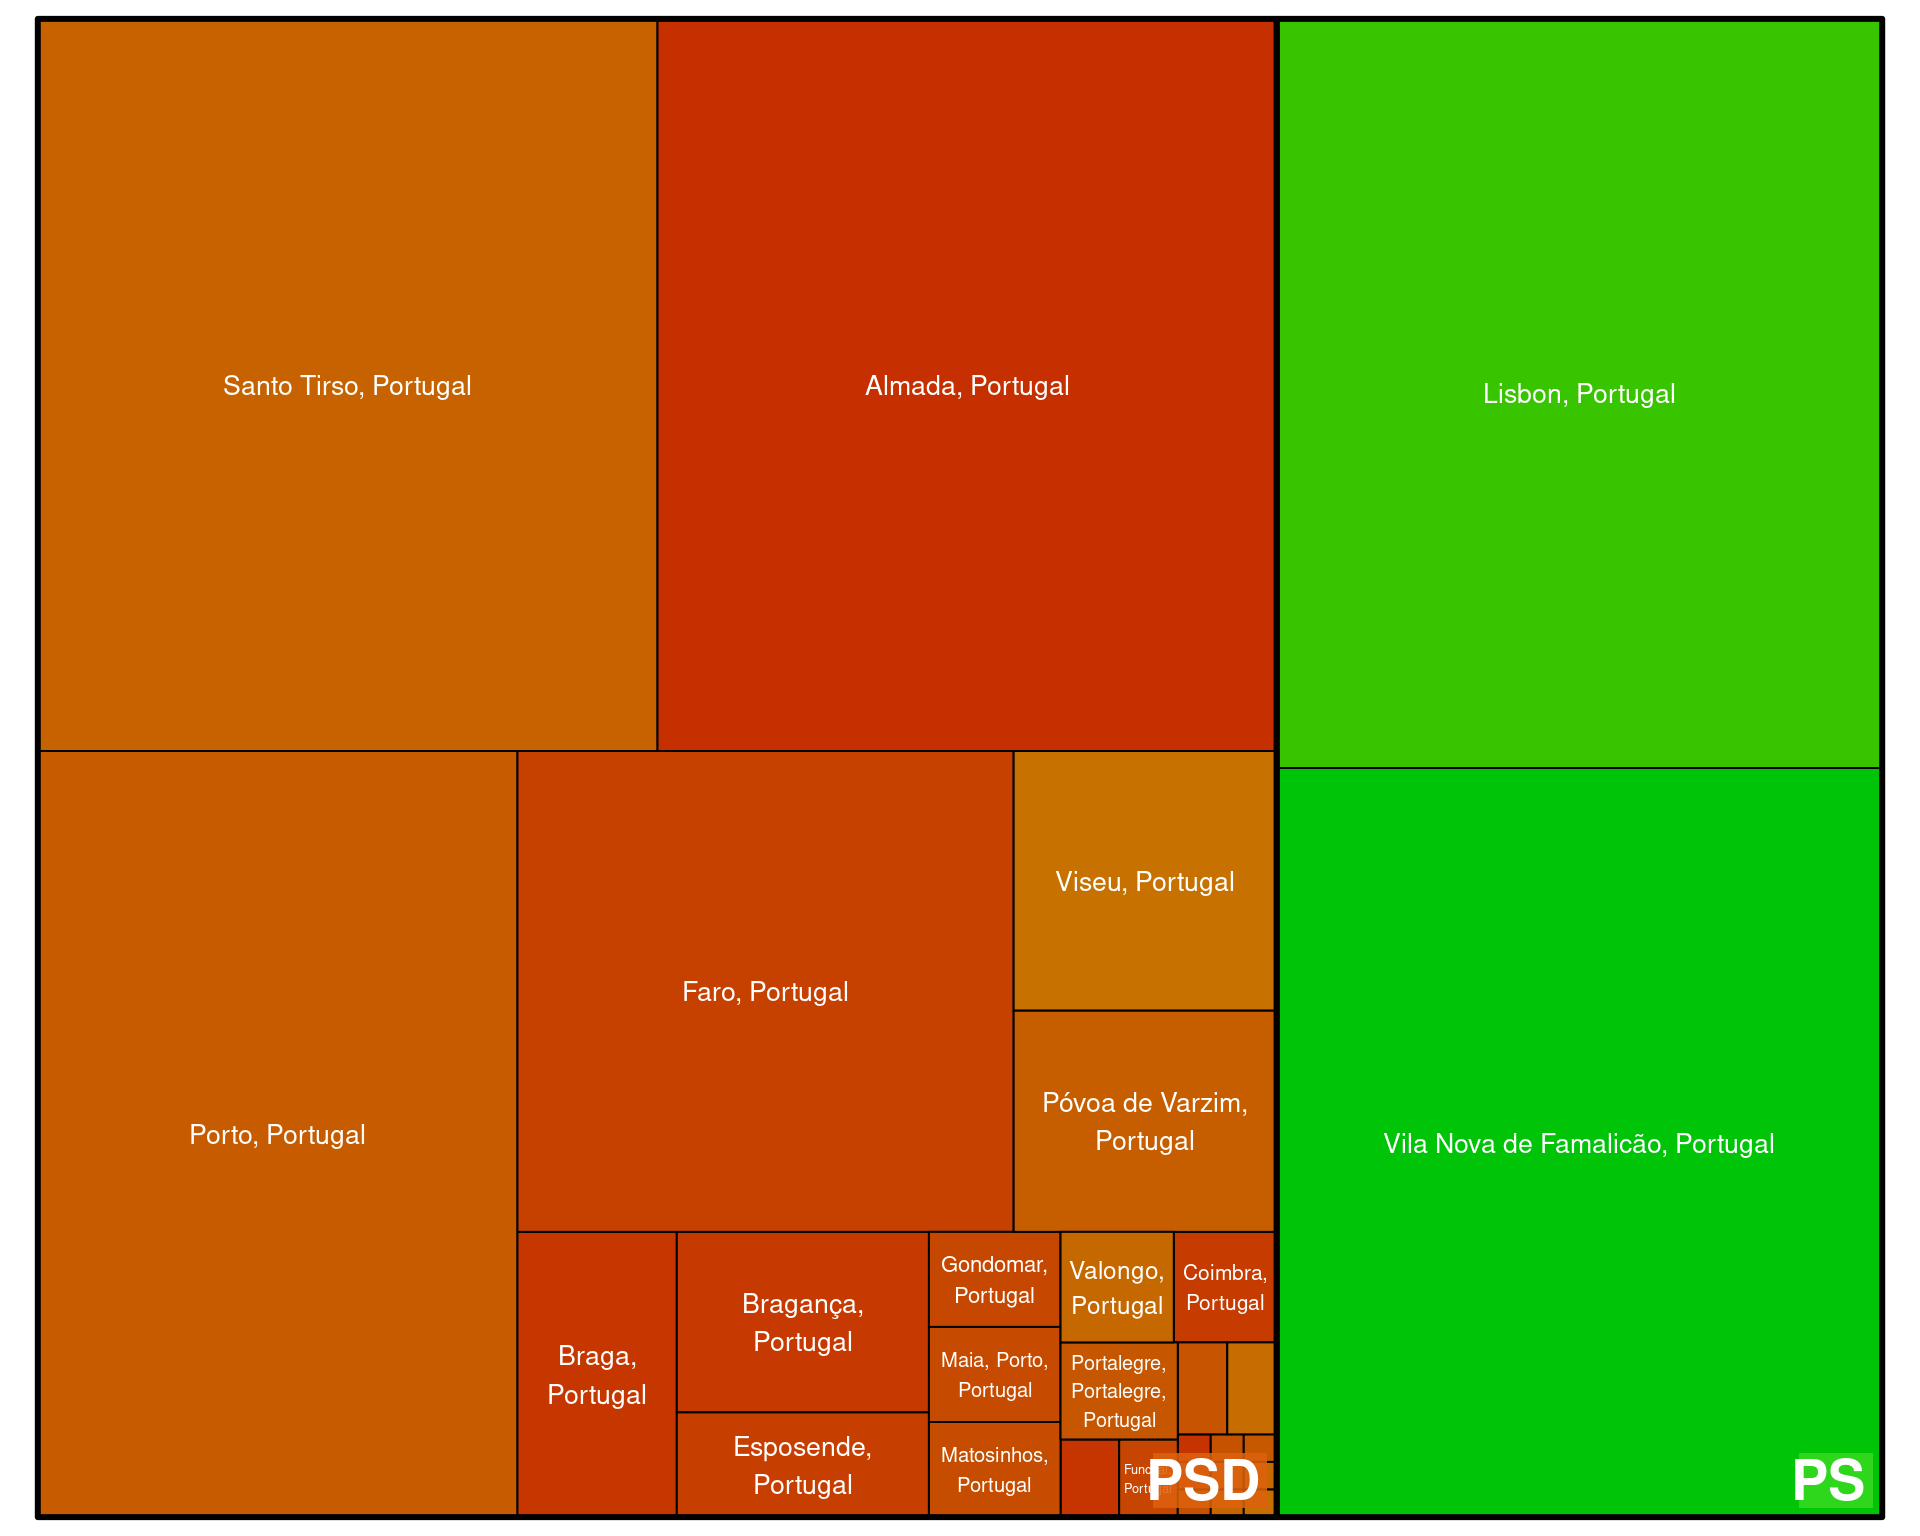 Santo Tirso, Portugal
Almada, Portugal
Lisbon, Portugal
Porto, Portugal
Faro, Portugal
Viseu, Portugal
Póvoa de Varzim,
Portugal
Vila Nova de Famalicão, Portugal
Braga,
Portugal
Bragança,
Portugal
Esposende,
Portugal
Gondomar,
Portugal
Maia, Porto,
Portugal
Matosinhos,
Portugal
Valongo,
Portugal
Coimbra,
Portugal
Portalegre,
Portalegre,
Portugal
Portugal
PSD
PS